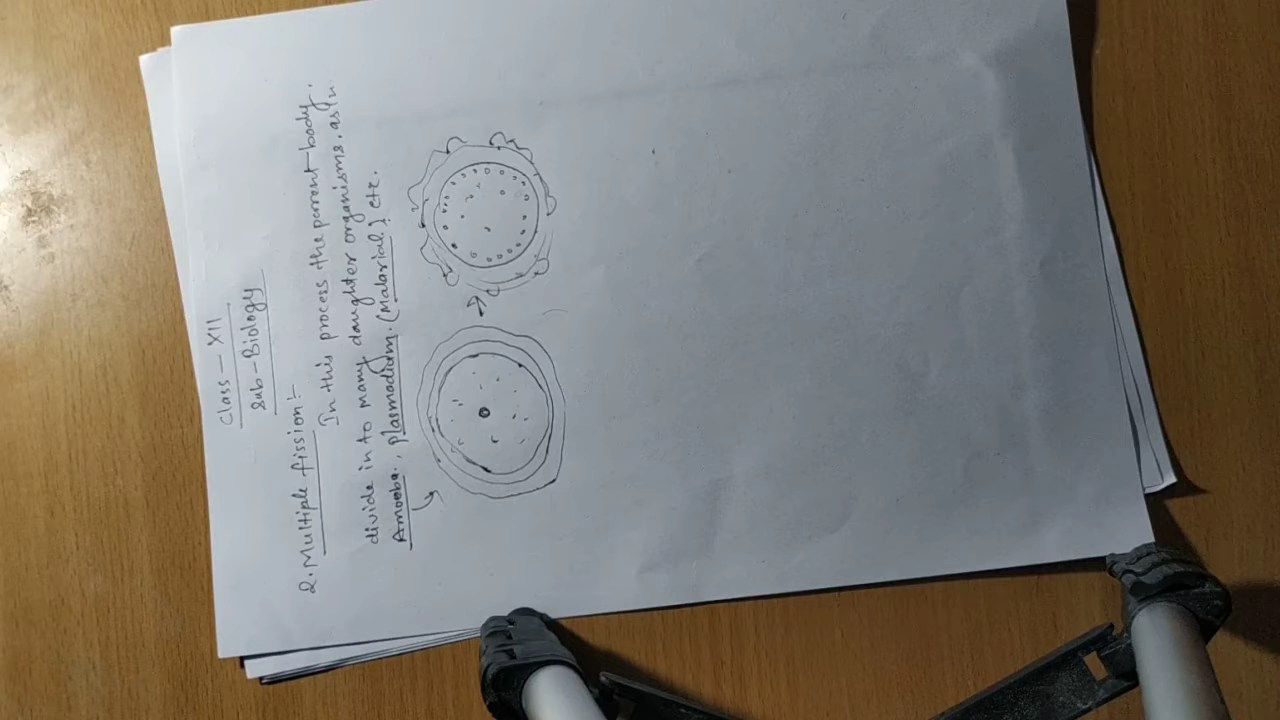 Class - XII
Sub - Biology
2. Multiple fission :-
In this process the parent body.
divide in to many daughter organisms. as in
Amoeba., plasmodium. (Malarial.) etc.